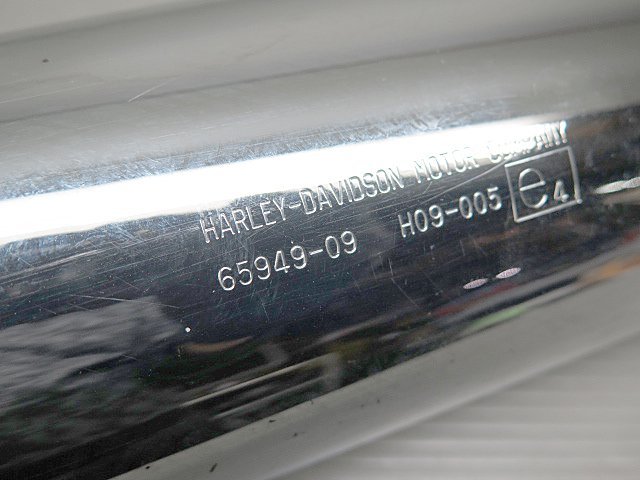 HARLEY-DAVIDSON MOTOR COMPANY
65949-09 H09-005 e4